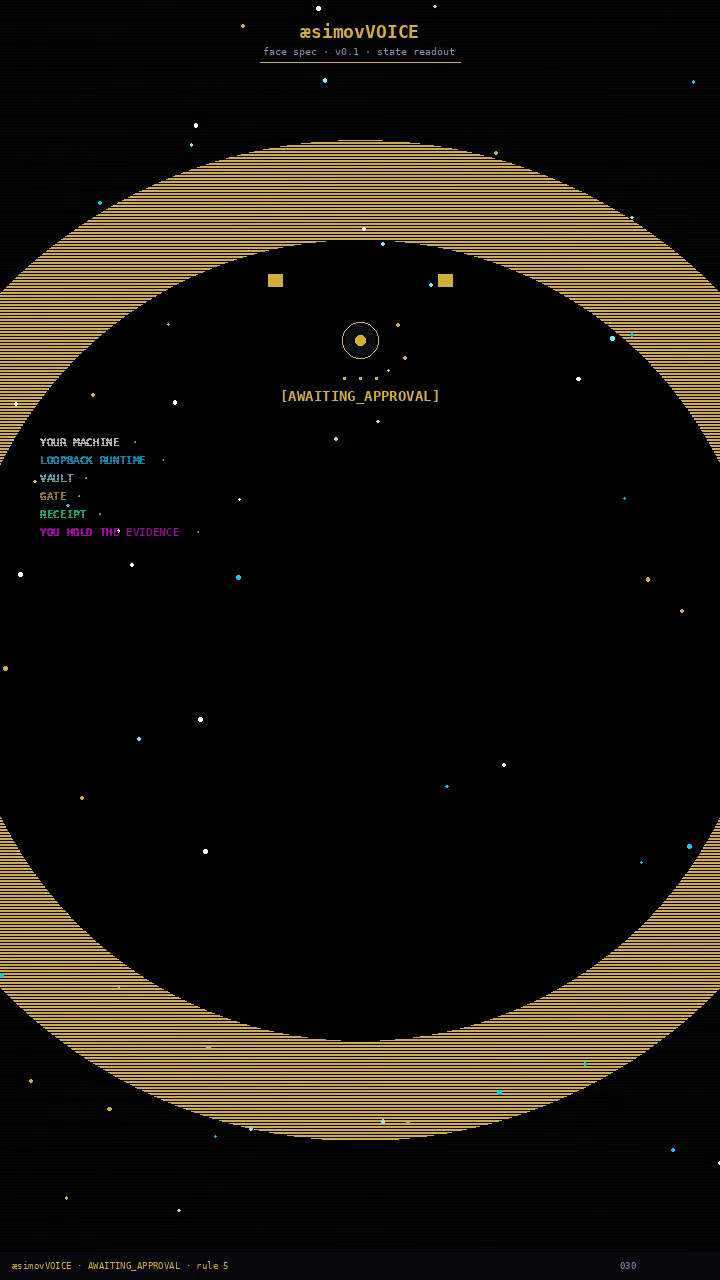 æsimovVOICE
face spec · v0.1 · state readout
[AWAITING_APPROVAL]
YOUR MACHINE ·
LOOPBACK RUNTIME ·
VAULT ·
GATE ·
RECEIPT ·
YOU HOLD THE EVIDENCE ·
æsimovVOICE · AWAITING_APPROVAL · rule 5
030